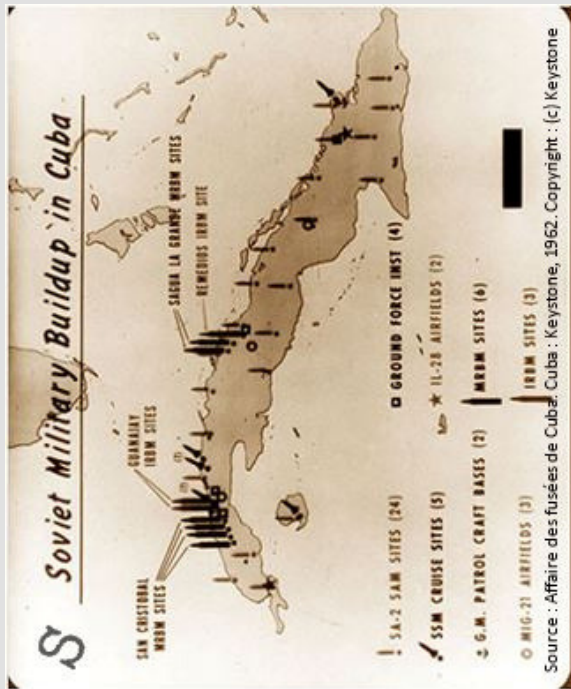 S
Soviet Military Buildup in Cuba
SAGUA LA GRANDE MRBM SITES
REMEDIOS IRBM SITE
GUANAJAY
IRBM SITES
SAN CRISTOBAL
MRBM SITES
SA-2 SAM SITES (24)
SSM CRUISE SITES (5)
G.M. PATROL CRAFT BASES (2)
MIG-21 AIRFIELDS (3)
GROUND FORCE INST (4)
IL-28 AIRFIELDS (2)
MRBM SITES (6)
IRBM SITES (3)
Source : Affaire des fusées de Cuba. Cuba : Keystone, 1962. Copyright : (c) Keystone